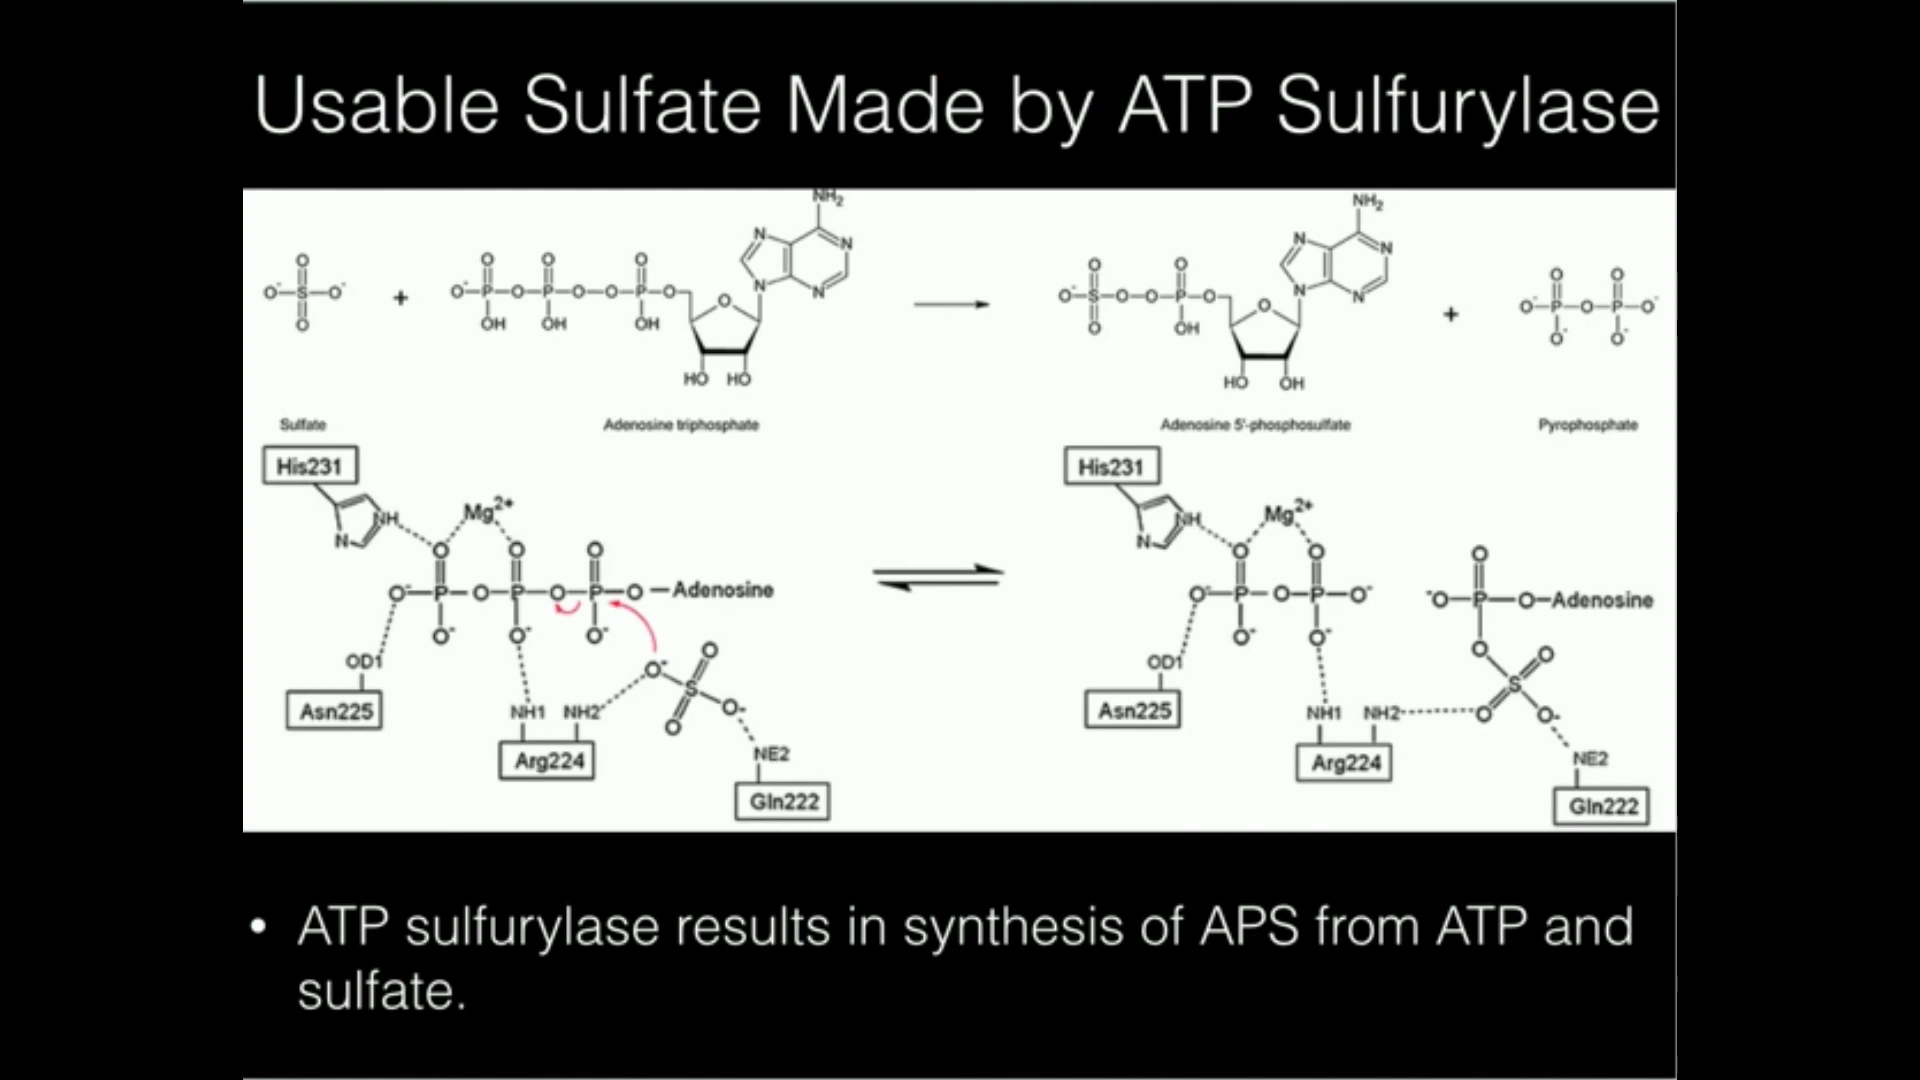 Usable Sulfate Made by ATP Sulfurylase
NH2
N
N
N
N
O
O⁻ S O⁻
O
+
O O O
O⁻ P O P O O P O
OH OH OH
O
HO HO
NH2
N
N
N
N
O O
O⁻ S O O P O
O OH
O
HO OH
+
O O
O⁻ P O P O⁻
O⁻ O⁻
Sulfate Adenosine triphosphate Adenosine 5'-phosphosulfate Pyrophosphate
His231
NH
N
Mg2+
O O O
O⁻ P O P O P O Adenosine
O⁻ O⁻ O⁻
OD1
Asn225
NH1 NH2
Arg224
O⁻ O
S
O O⁻
NE2
Gln222
His231
NH
N
Mg2+
O O
O⁻ P O P O⁻
O⁻ O⁻
OD1
Asn225
NH1 NH2
Arg224
O
⁻O P O Adenosine
O O
S
O O⁻
NE2
Gln222
• ATP sulfurylase results in synthesis of APS from ATP and
sulfate.